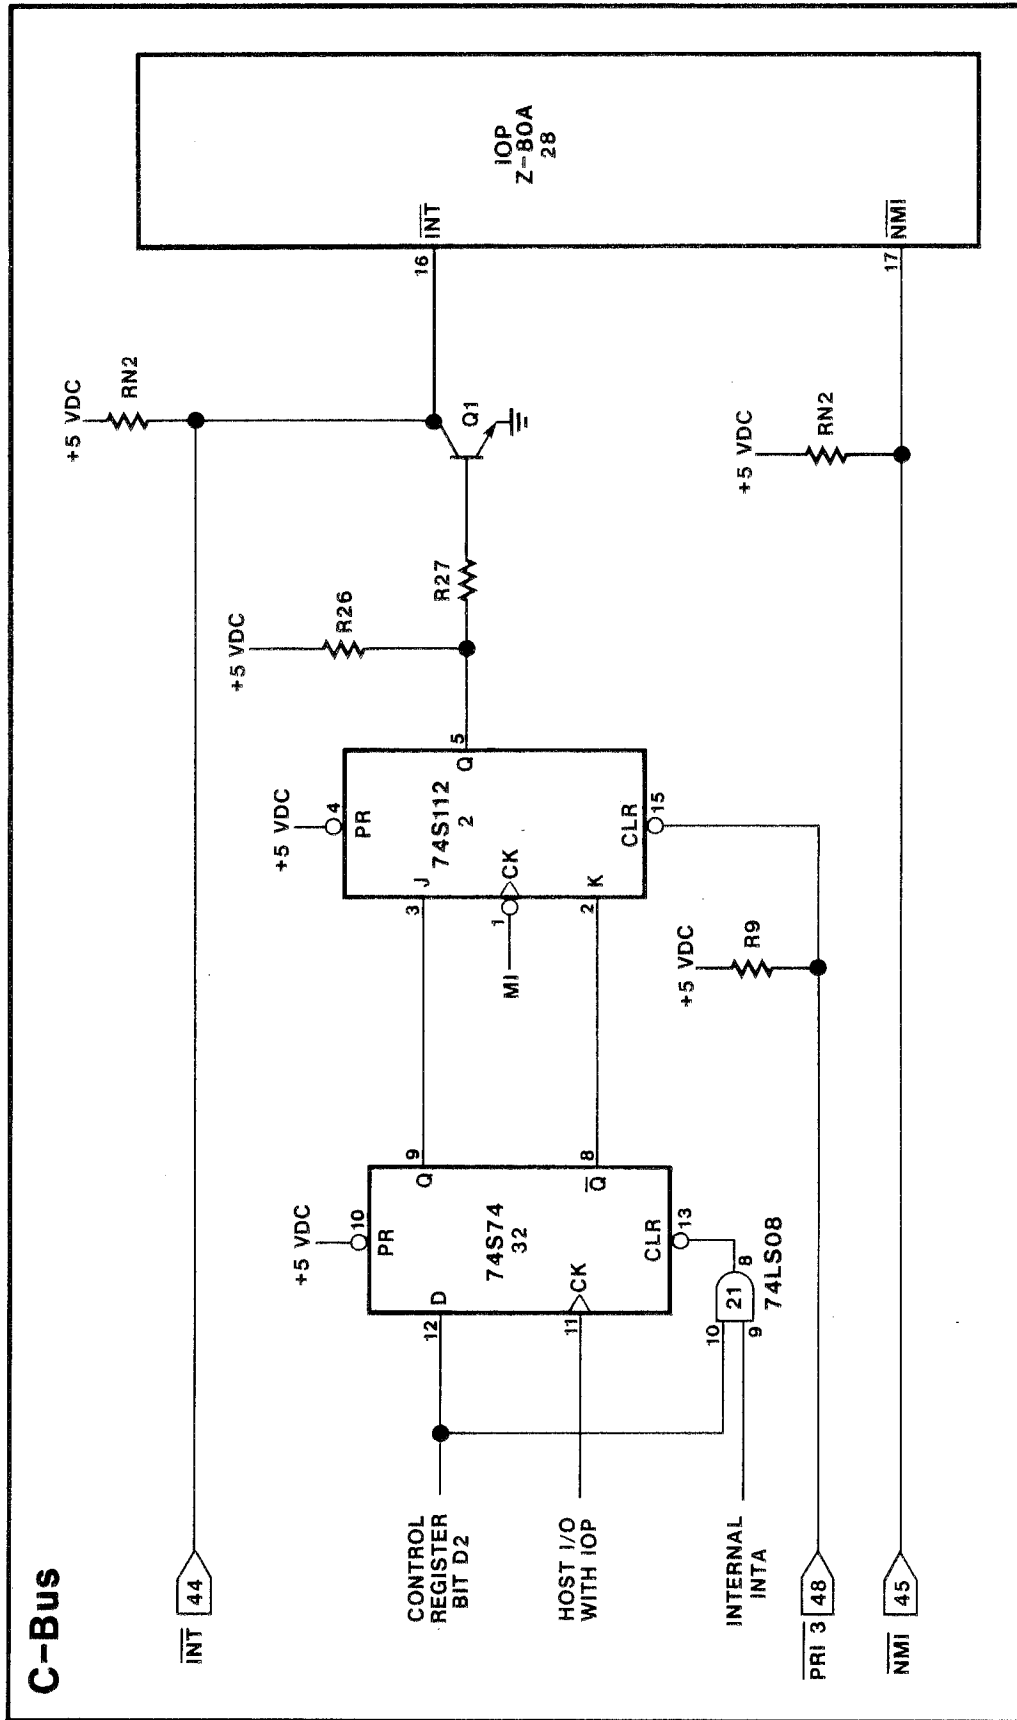 C-Bus
INT
44
+5 VDC
RN2
CONTROL
REGISTER
BIT D2
HOST I/O
WITH IOP
INTERNAL
INTA
PRI 3
48
NMI
45
+5 VDC
10
PR
12
D
Q
9
74S74
32
11
CK
Q
8
CLR
13
10
9
21
8
74LS08
+5 VDC
4
PR
3
J
Q
5
74S112
2
MI
1
CK
2
K
CLR
15
+5 VDC
R9
+5 VDC
R26
R27
Q1
+5 VDC
RN2
16
INT
17
NMI
IOP
Z-80A
28